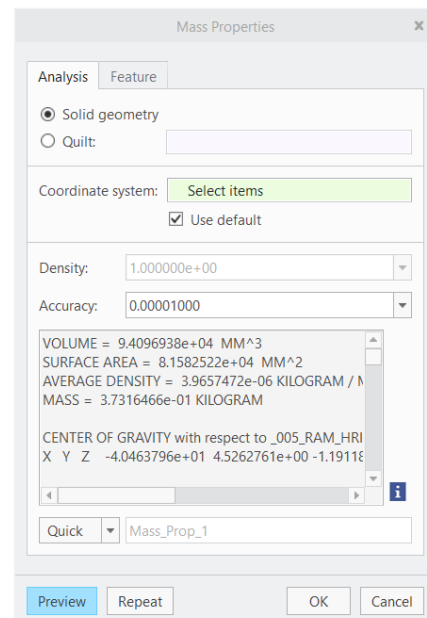 Mass Properties x
Analysis Feature
Solid geometry
Quilt:
Coordinate system: Select items
Use default
Density: 1.000000e+00
Accuracy: 0.00001000
VOLUME = 9.4096938e+04 MM^3
SURFACE AREA = 8.1582522e+04 MM^2
AVERAGE DENSITY = 3.9657472e-06 KILOGRAM /
MASS = 3.7316466e-01 KILOGRAM
CENTER OF GRAVITY with respect to _005_RAM_HRI
X Y Z -4.0463796e+01 4.5262761e+00 -1.19118
i
Quick Mass_Prop_1
Preview Repeat OK Cancel